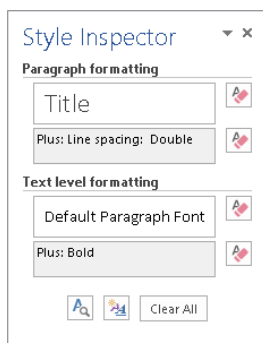 Style Inspector
Paragraph formatting
Title
Plus: Line spacing:  Double
Text level formatting
Default Paragraph Font
Plus: Bold
Clear All